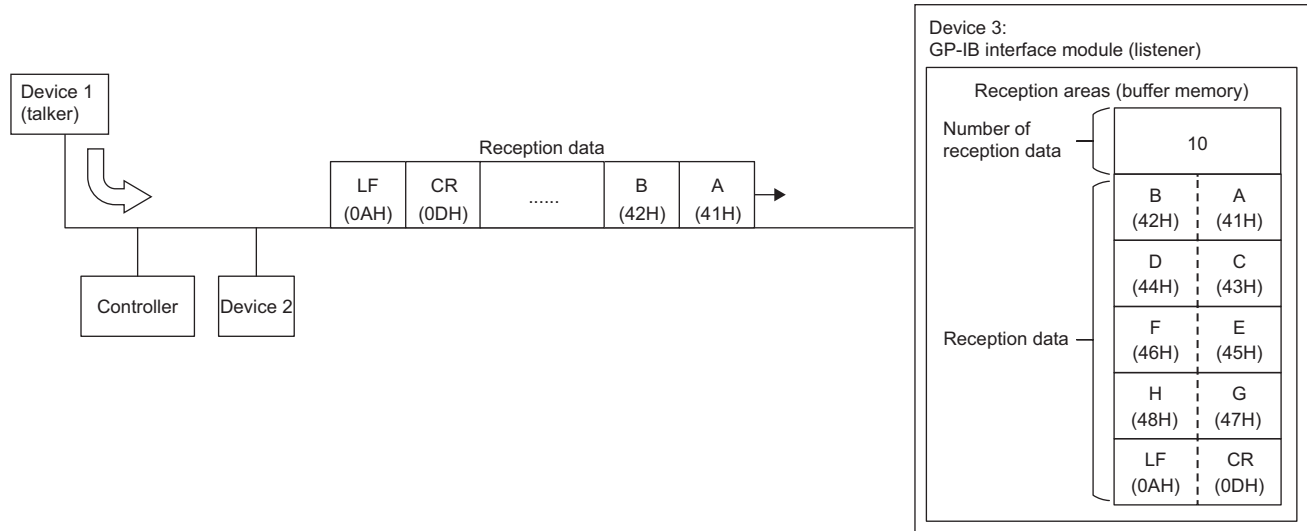 Device 1
(talker)
Controller
Device 2
Reception data
LF
(0AH)
CR
(0DH)
......
B
(42H)
A
(41H)
Device 3:
GP-IB interface module (listener)
Reception areas (buffer memory)
Number of
reception data
10
Reception data
B
(42H)
A
(41H)
D
(44H)
C
(43H)
F
(46H)
E
(45H)
H
(48H)
G
(47H)
LF
(0AH)
CR
(0DH)